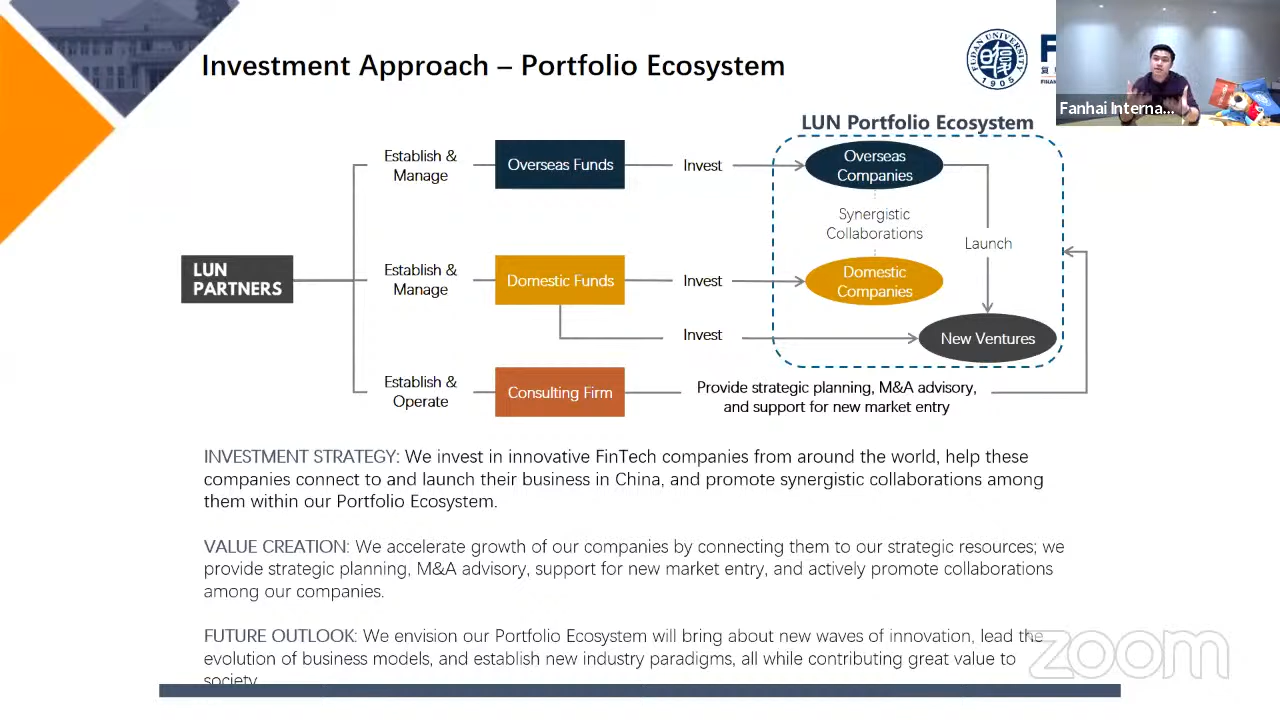 Investment Approach – Portfolio Ecosystem
FUDAN UNIVERSITY
1905
Fanhai Interna...
LUN Portfolio Ecosystem
Establish &
Manage
Overseas Funds
Invest
Overseas
Companies
Synergistic
Collaborations
Launch
LUN
PARTNERS
Establish &
Manage
Domestic Funds
Invest
Domestic
Companies
Invest
New Ventures
Establish &
Operate
Consulting Firm
Provide strategic planning, M&A advisory,
and support for new market entry
INVESTMENT STRATEGY: We invest in innovative FinTech companies from around the world, help these
companies connect to and launch their business in China, and promote synergistic collaborations among
them within our Portfolio Ecosystem.
VALUE CREATION: We accelerate growth of our companies by connecting them to our strategic resources; we
provide strategic planning, M&A advisory, support for new market entry, and actively promote collaborations
among our companies.
FUTURE OUTLOOK: We envision our Portfolio Ecosystem will bring about new waves of innovation, lead the
evolution of business models, and establish new industry paradigms, all while contributing great value to
society.
zoom